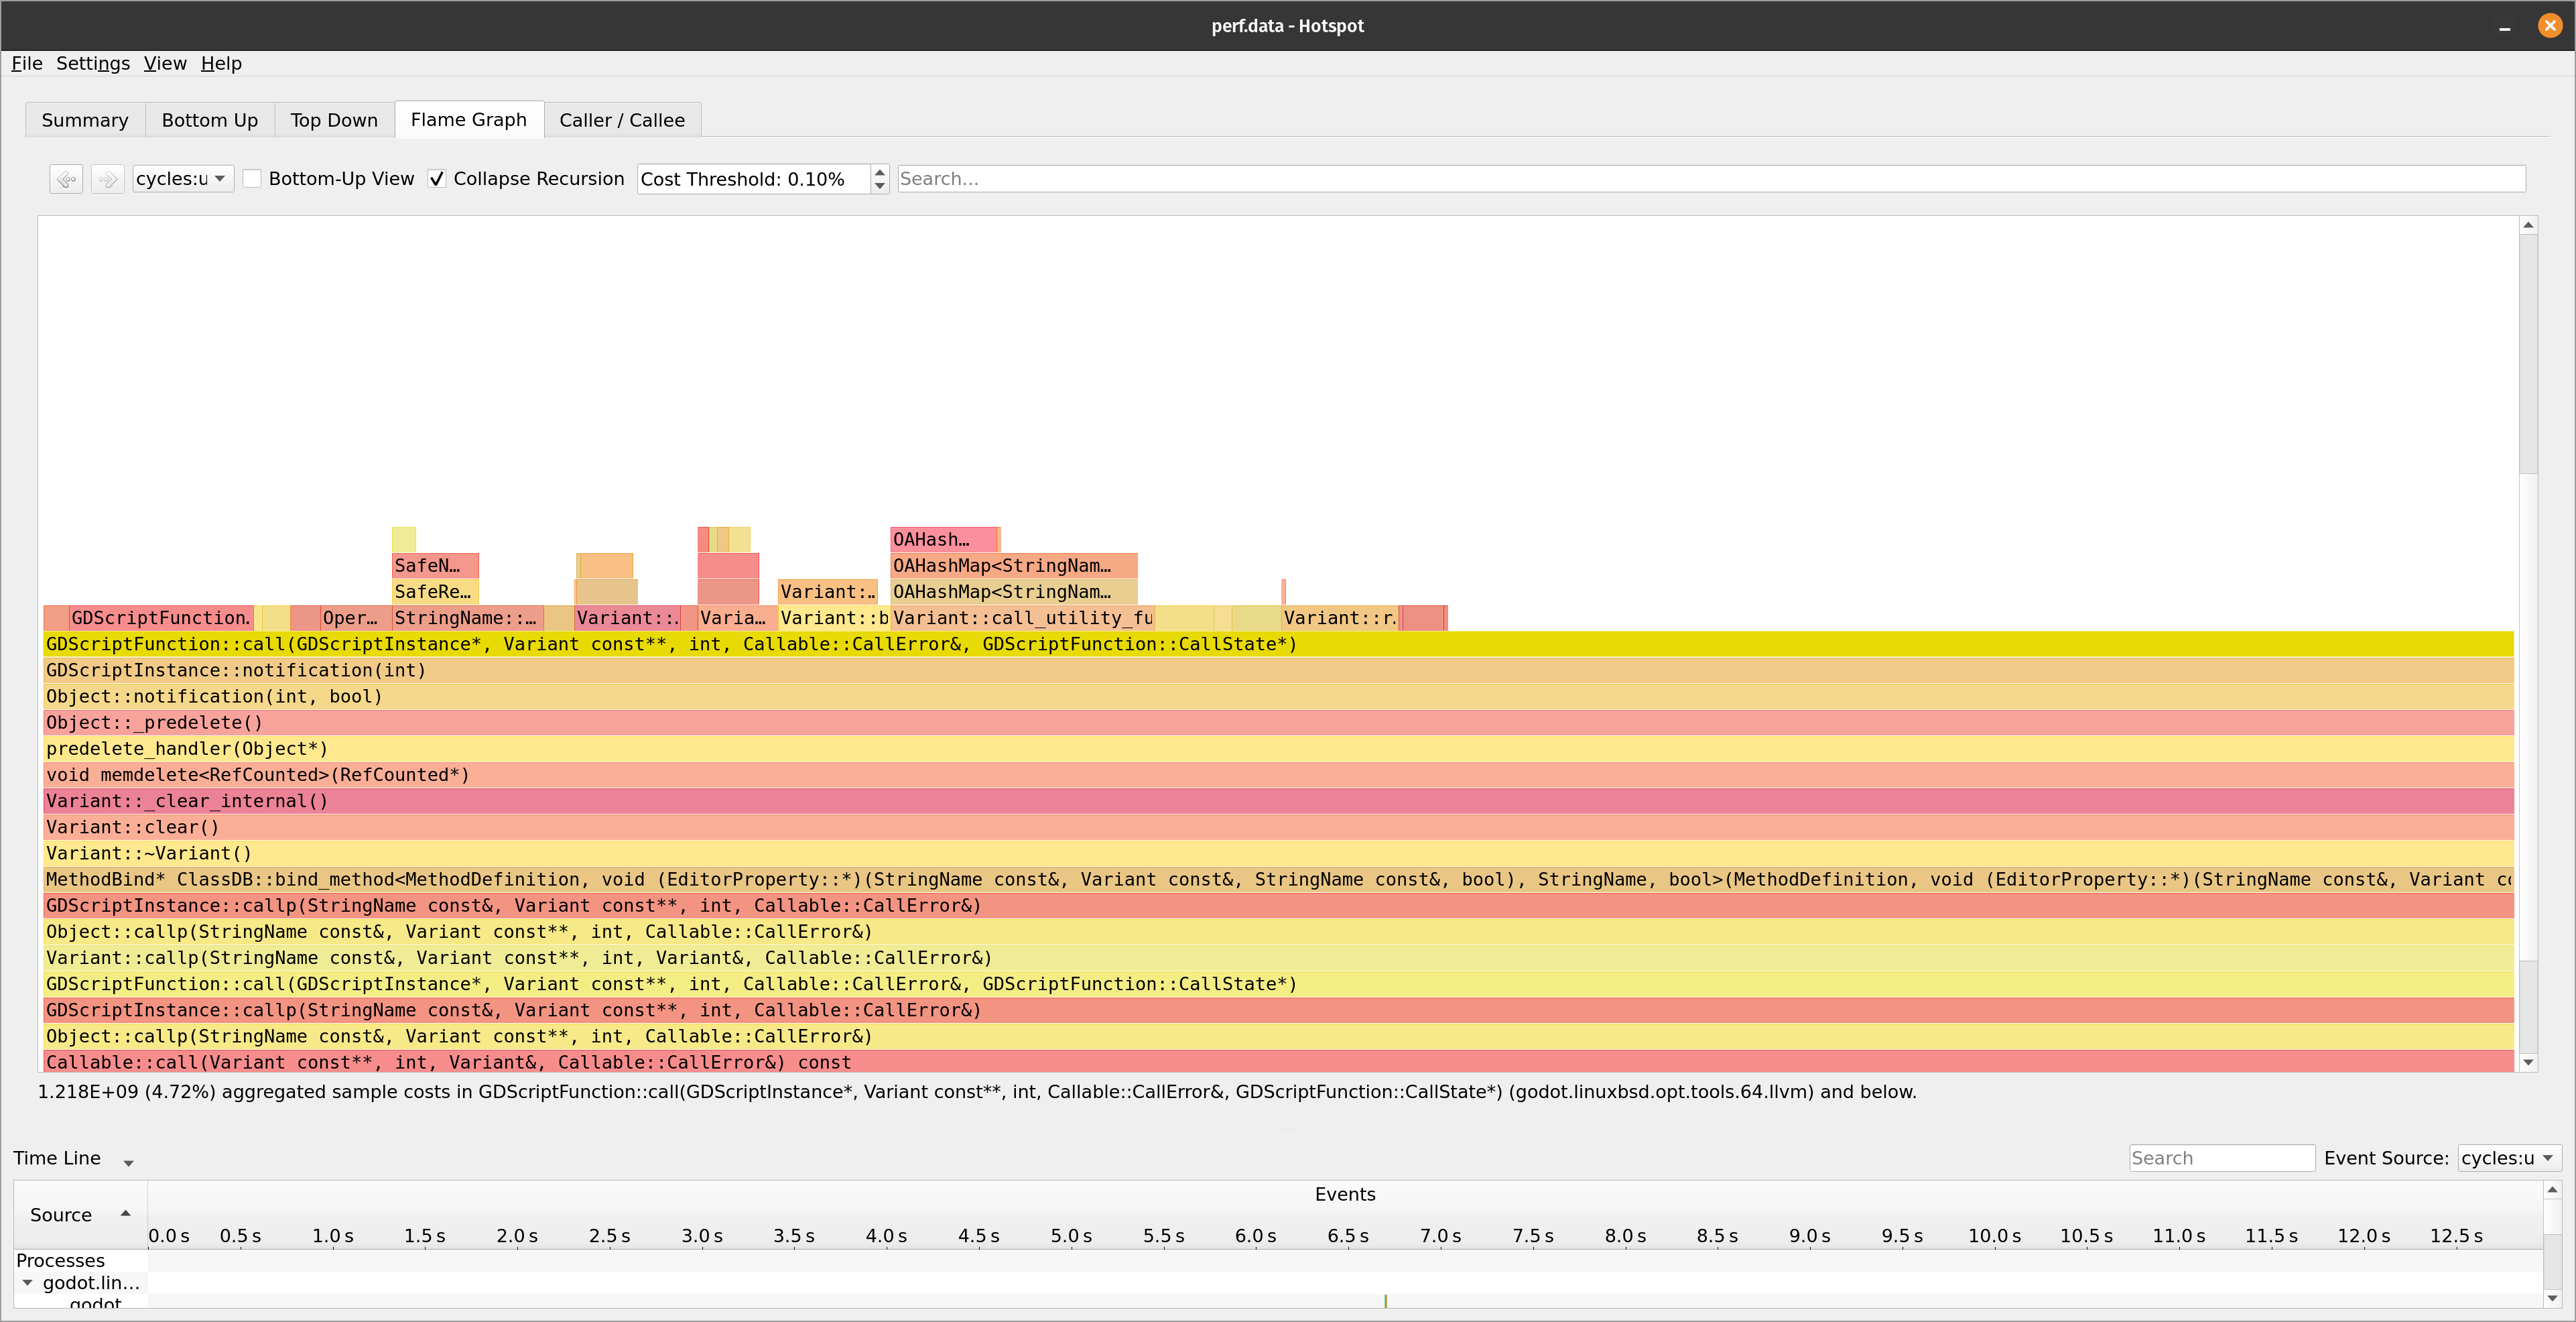 perf.data - Hotspot
File Settings View Help
Summary Bottom Up Top Down Flame Graph Caller / Callee
cycles:u Bottom-Up View Collapse Recursion Cost Threshold: 0.10% Search...
OAHash…
SafeN… OAHashMap<StringNam…
SafeRe… Variant:… OAHashMap<StringNam…
GDScriptFunction. Oper… StringName::… Variant::. Varia… Variant::b Variant::call_utility_fu Variant::r.
GDScriptFunction::call(GDScriptInstance*, Variant const**, int, Callable::CallError&, GDScriptFunction::CallState*)
GDScriptInstance::notification(int)
Object::notification(int, bool)
Object::_predelete()
predelete_handler(Object*)
void memdelete<RefCounted>(RefCounted*)
Variant::_clear_internal()
Variant::clear()
Variant::~Variant()
MethodBind* ClassDB::bind_method<MethodDefinition, void (EditorProperty::*)(StringName const&, Variant const&, StringName const&, bool), StringName, bool>(MethodDefinition, void (EditorProperty::*)(StringName const&, Variant co
GDScriptInstance::callp(StringName const&, Variant const**, int, Callable::CallError&)
Object::callp(StringName const&, Variant const**, int, Callable::CallError&)
Variant::callp(StringName const&, Variant const**, int, Variant&, Callable::CallError&)
GDScriptFunction::call(GDScriptInstance*, Variant const**, int, Callable::CallError&, GDScriptFunction::CallState*)
GDScriptInstance::callp(StringName const&, Variant const**, int, Callable::CallError&)
Object::callp(StringName const&, Variant const**, int, Callable::CallError&)
Callable::call(Variant const**, int, Variant&, Callable::CallError&) const
1.218E+09 (4.72%) aggregated sample costs in GDScriptFunction::call(GDScriptInstance*, Variant const**, int, Callable::CallError&, GDScriptFunction::CallState*) (godot.linuxbsd.opt.tools.64.llvm) and below.
Time Line Search Event Source: cycles:u
Source Events
0.0 s 0.5 s 1.0 s 1.5 s 2.0 s 2.5 s 3.0 s 3.5 s 4.0 s 4.5 s 5.0 s 5.5 s 6.0 s 6.5 s 7.0 s 7.5 s 8.0 s 8.5 s 9.0 s 9.5 s 10.0 s 10.5 s 11.0 s 11.5 s 12.0 s 12.5 s
Processes
godot.lin…
godot